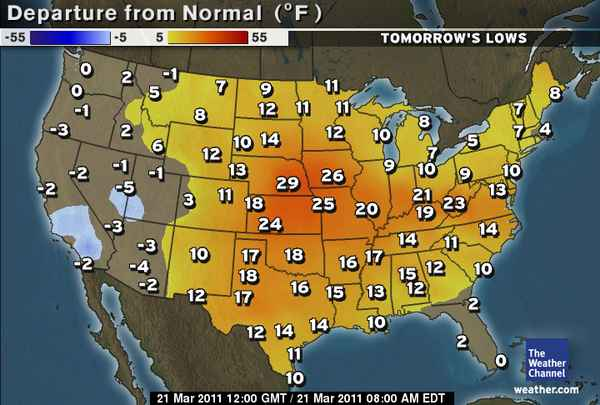 Departure from Normal (°F)
-55 -5 5 55
TOMORROW'S LOWS
0 2 -1 7 9 11 8
0 5 12 11 11 8 7
-1 8 10
-3 2 10 14 12 10 5 7 4
6 12 13 9 7 10 9 10
-2 -1 -1 29 26
-2 -5 3 11 18 25 20 21 23 13
-3 24 19 14
-3 10 17 18 16 17 14 11
-2 -4 18 15 12 10
-2 12 17 16 15 13 12
12 14 14 10 2
11 2
10 0
The
Weather
Channel
weather.com
21 Mar 2011 12:00 GMT / 21 Mar 2011 08:00 AM EDT